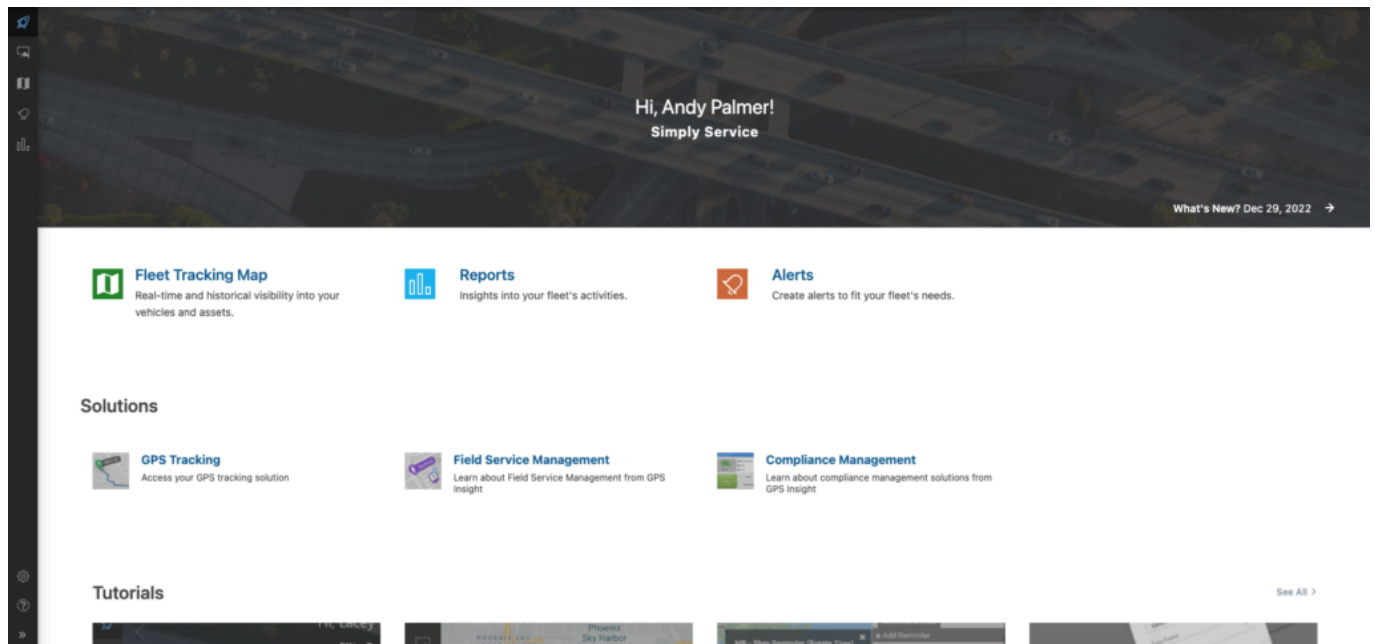 Hi, Andy Palmer!
Simply Service
What's New? Dec 29, 2022
Fleet Tracking Map
Real-time and historical visibility into your
vehicles and assets.
Reports
Insights into your fleet's activities.
Alerts
Create alerts to fit your fleet's needs.
Solutions
GPS Tracking
Access your GPS tracking solution
Field Service Management
Learn about Field Service Management from GPS
Insight
Compliance Management
Learn about compliance management solutions from
GPS Insight
Tutorials
See All >
Hi, Lacey
Phoenix
Sky Harbor
+ Add Reminder